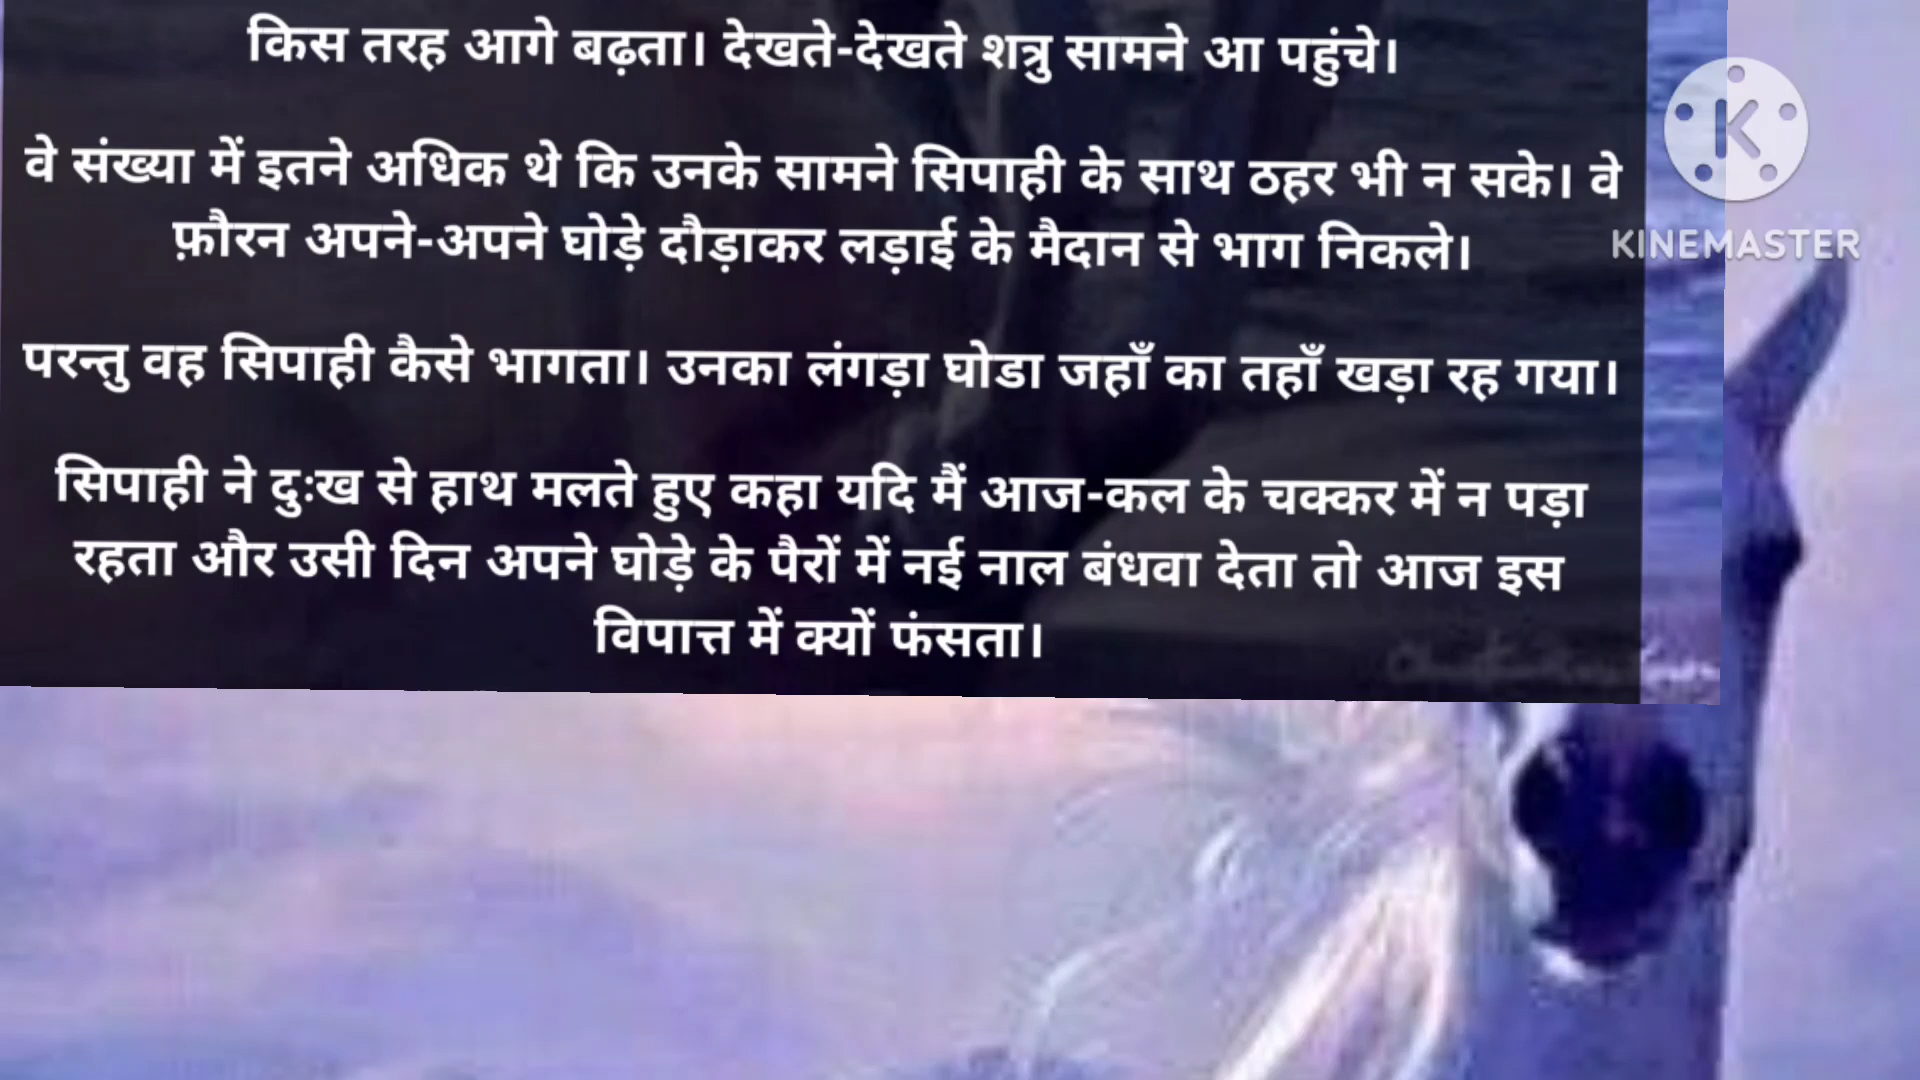 किस तरह आगे बढ़ता। देखते-देखते शत्रु सामने आ पहुंचे।
वे संख्या में इतने अधिक थे कि उनके सामने सिपाही के साथ ठहर भी न सके। वे
फ़ौरन अपने-अपने घोड़े दौड़ाकर लड़ाई के मैदान से भाग निकले।
परन्तु वह सिपाही कैसे भागता। उनका लंगड़ा घोडा जहाँ का तहाँ खड़ा रह गया।
सिपाही ने दुःख से हाथ मलते हुए कहा यदि मैं आज-कल के चक्कर में न पड़ा
रहता और उसी दिन अपने घोड़े के पैरों में नई नाल बंधवा देता तो आज इस
विपात्त में क्यों फंसता।
KINEMASTER